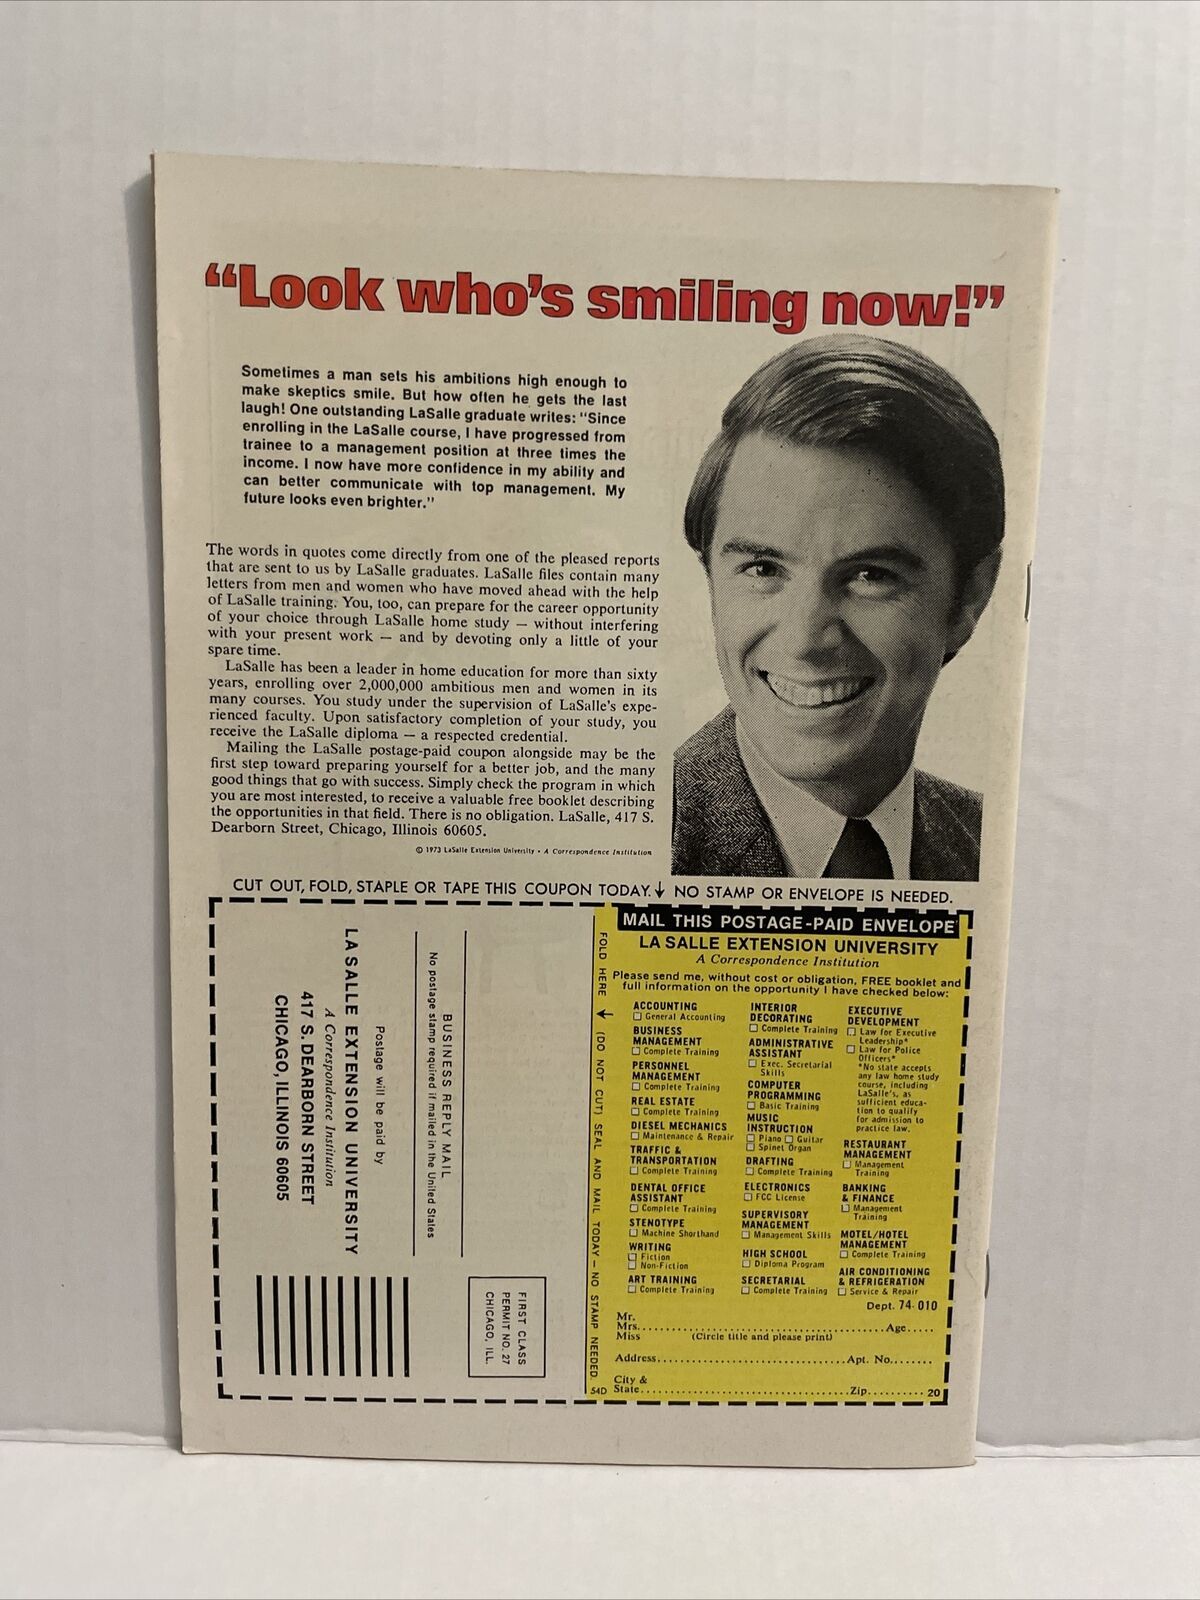 “Look who’s smiling now!”
Sometimes a man sets his ambitions high enough to
make skeptics smile. But how often he gets the last
laugh! One outstanding LaSalle graduate writes: "Since
enrolling in the LaSalle course, I have progressed from
trainee to a management position at three times the
income. I now have more confidence in my ability and
can better communicate with top management. My
future looks even brighter."
The words in quotes come directly from one of the pleased reports
that are sent to us by LaSalle graduates. LaSalle files contain many
letters from men and women who have moved ahead with the help
of LaSalle training. You, too, can prepare for the career opportunity
of your choice through LaSalle home study — without interfering
with your present work — and by devoting only a little of your
spare time.
LaSalle has been a leader in home education for more than sixty
years, enrolling over 2,000,000 ambitious men and women in its
many courses. You study under the supervision of LaSalle's expe-
rienced faculty. Upon satisfactory completion of your study, you
receive the LaSalle diploma — a respected credential.
Mailing the LaSalle postage-paid coupon alongside may be the
first step toward preparing yourself for a better job, and the many
good things that go with success. Simply check the program in which
you are most interested, to receive a valuable free booklet describing
the opportunities in that field. There is no obligation. LaSalle, 417 S.
Dearborn Street, Chicago, Illinois 60605.
© 1973 LaSalle Extension University • A Correspondence Institution
CUT OUT, FOLD, STAPLE OR TAPE THIS COUPON TODAY. ↓ NO STAMP OR ENVELOPE IS NEEDED.
FIRST CLASS
PERMIT NO. 27
CHICAGO, ILL.
BUSINESS REPLY MAIL
No postage stamp required if mailed in the United States
Postage will be paid by
LA SALLE EXTENSION UNIVERSITY
A Correspondence Institution
417 S. DEARBORN STREET
CHICAGO, ILLINOIS 60605
FOLD HERE ↓ (DO NOT CUT) SEAL AND MAIL TODAY — NO STAMP NEEDED.
54D
MAIL THIS POSTAGE-PAID ENVELOPE
LA SALLE EXTENSION UNIVERSITY
A Correspondence Institution
Please send me, without cost or obligation, FREE booklet and
full information on the opportunity I have checked below:
ACCOUNTING
☐ General Accounting
BUSINESS
MANAGEMENT
☐ Complete Training
PERSONNEL
MANAGEMENT
☐ Complete Training
REAL ESTATE
☐ Complete Training
DIESEL MECHANICS
☐ Maintenance & Repair
TRAFFIC &
TRANSPORTATION
☐ Complete Training
DENTAL OFFICE
ASSISTANT
☐ Complete Training
STENOTYPE
☐ Machine Shorthand
WRITING
☐ Fiction
☐ Non-Fiction
ART TRAINING
☐ Complete Training
INTERIOR
DECORATING
☐ Complete Training
ADMINISTRATIVE
ASSISTANT
☐ Exec. Secretarial
Skills
COMPUTER
PROGRAMMING
☐ Basic Training
MUSIC
INSTRUCTION
☐ Piano ☐ Guitar
☐ Spinet Organ
DRAFTING
☐ Complete Training
ELECTRONICS
☐ FCC License
SUPERVISORY
MANAGEMENT
☐ Management Skills
HIGH SCHOOL
☐ Diploma Program
SECRETARIAL
☐ Complete Training
EXECUTIVE
DEVELOPMENT
☐ Law for Executive
Leadership*
☐ Law for Police
Officers*
*No state accepts
any law home study
course, including
LaSalle's, as
sufficient educa-
tion to qualify
for admission to
practice law.
RESTAURANT
MANAGEMENT
☐ Management
Training
BANKING
& FINANCE
☐ Management
Training
MOTEL/HOTEL
MANAGEMENT
☐ Complete Training
AIR CONDITIONING
& REFRIGERATION
☐ Service & Repair
Dept. 74-010
Mr.
Mrs. Age
Miss (Circle title and please print)
Address Apt. No.
City &
State Zip 20